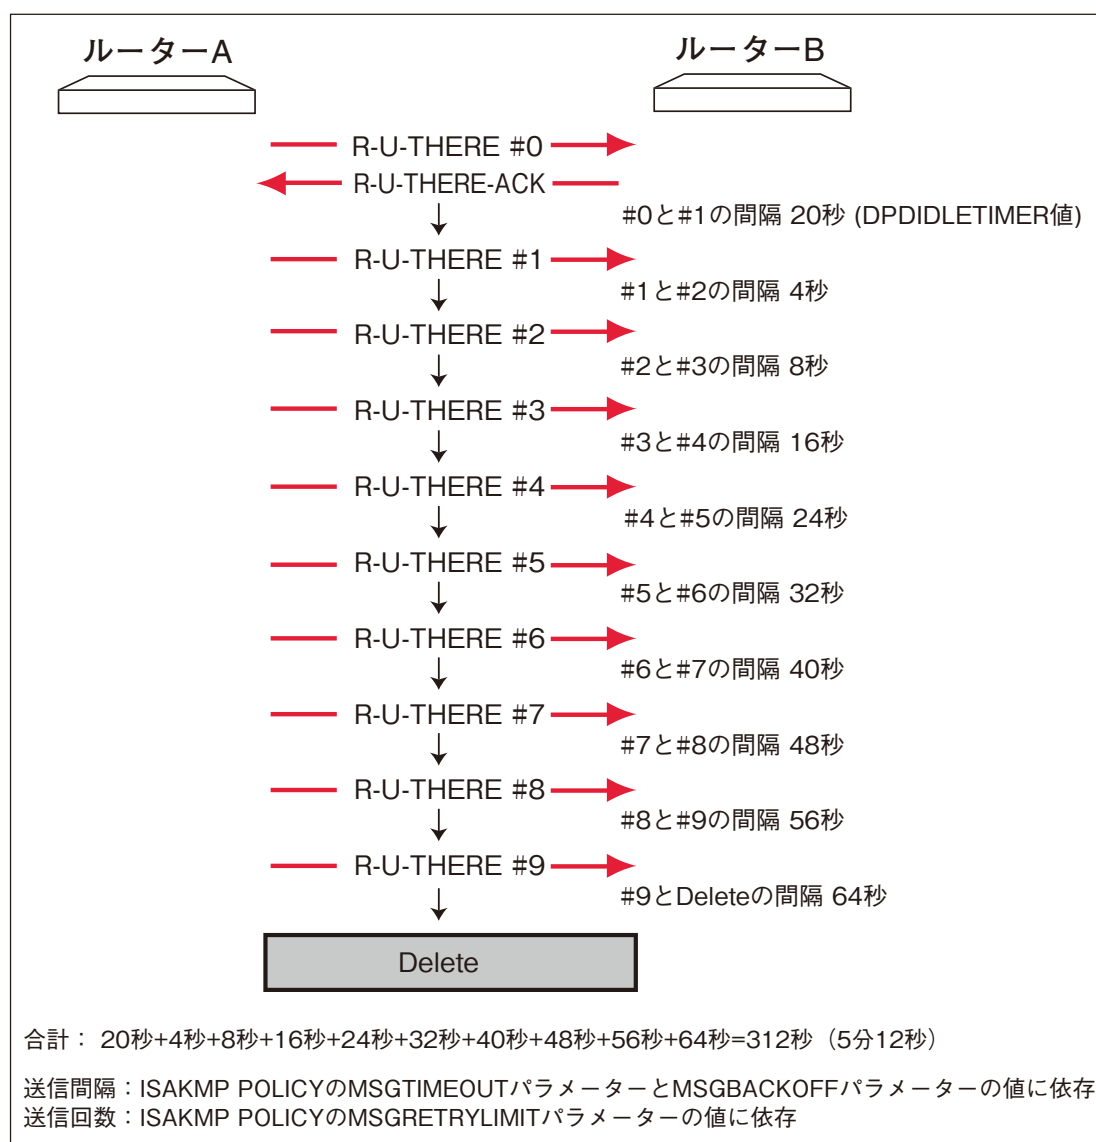 ルーターA
ルーターB
R-U-THERE #0
R-U-THERE-ACK
#0と#1の間隔 20秒 (DPDIDLETIMER値)
R-U-THERE #1
#1と#2の間隔 4秒
R-U-THERE #2
#2と#3の間隔 8秒
R-U-THERE #3
#3と#4の間隔 16秒
R-U-THERE #4
#4と#5の間隔 24秒
R-U-THERE #5
#5と#6の間隔 32秒
R-U-THERE #6
#6と#7の間隔 40秒
R-U-THERE #7
#7と#8の間隔 48秒
R-U-THERE #8
#8と#9の間隔 56秒
R-U-THERE #9
#9とDeleteの間隔 64秒
Delete
合計： 20秒+4秒+8秒+16秒+24秒+32秒+40秒+48秒+56秒+64秒=312秒（5分12秒）
送信間隔：ISAKMP POLICYのMSGTIMEOUTパラメーターとMSGBACKOFFパラメーターの値に依存
送信回数：ISAKMP POLICYのMSGRETRYLIMITパラメーターの値に依存